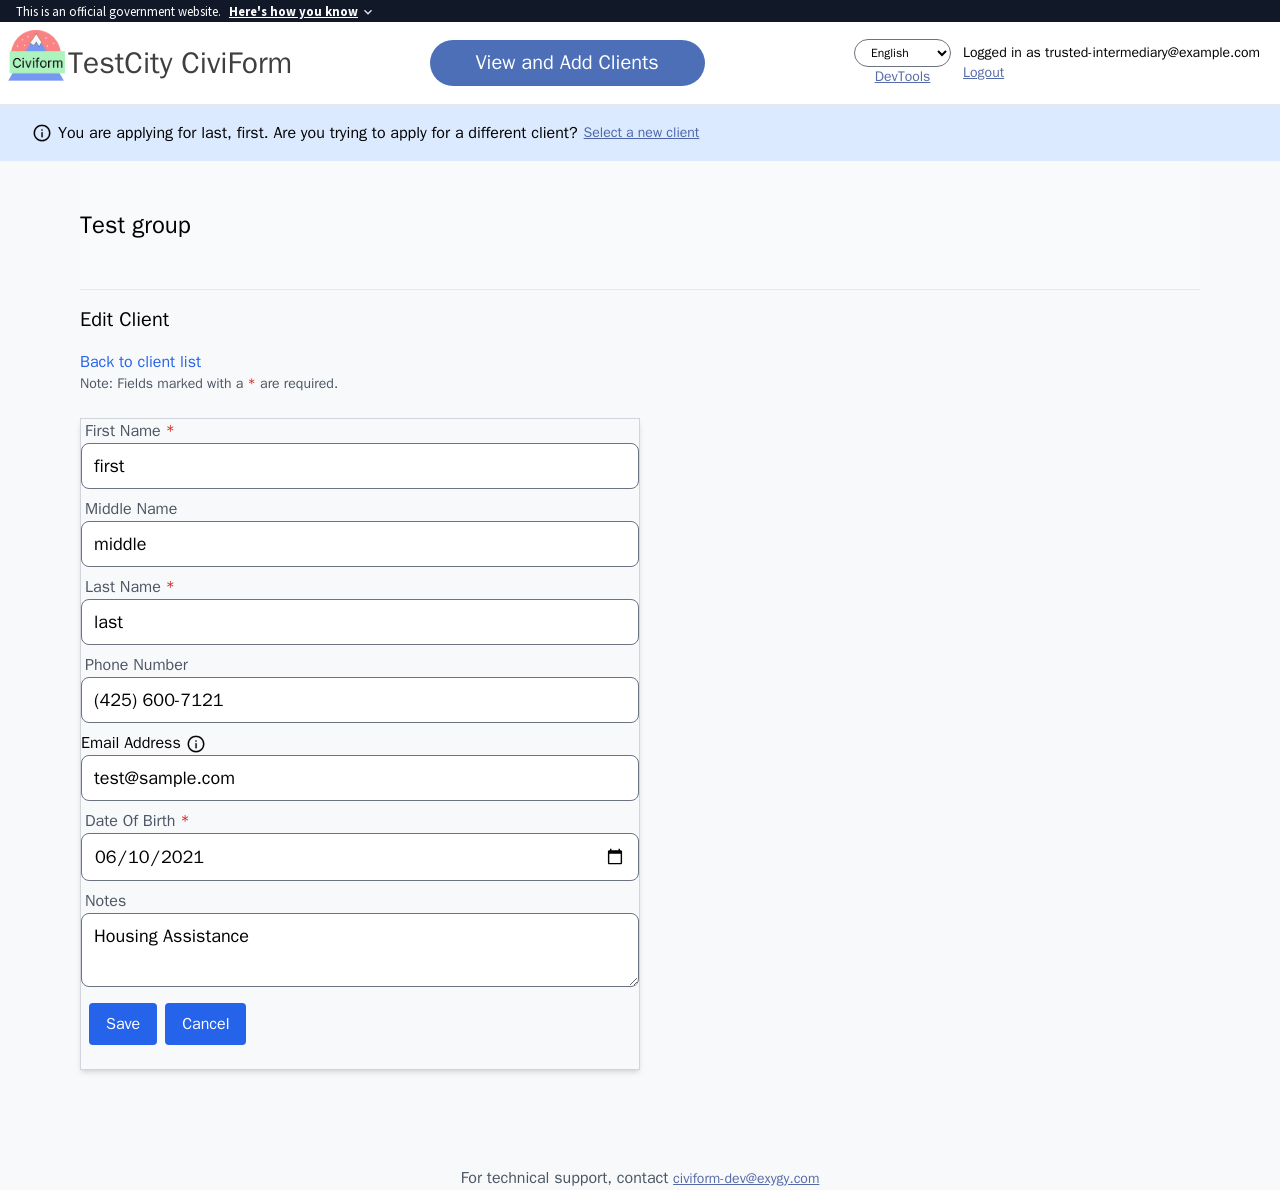 This is an official government website. Here's how you know
Civiform
TestCity CiviForm
View and Add Clients
English
DevTools
Logged in as trusted-intermediary@example.com
Logout
You are applying for last, first. Are you trying to apply for a different client? Select a new client
Test group
Edit Client
Back to client list
Note: Fields marked with a * are required.
First Name *
first
Middle Name
middle
Last Name *
last
Phone Number
(425) 600-7121
Email Address
test@sample.com
Date Of Birth *
06/10/2021
Notes
Housing Assistance
Save
Cancel
For technical support, contact civiform-dev@exygy.com